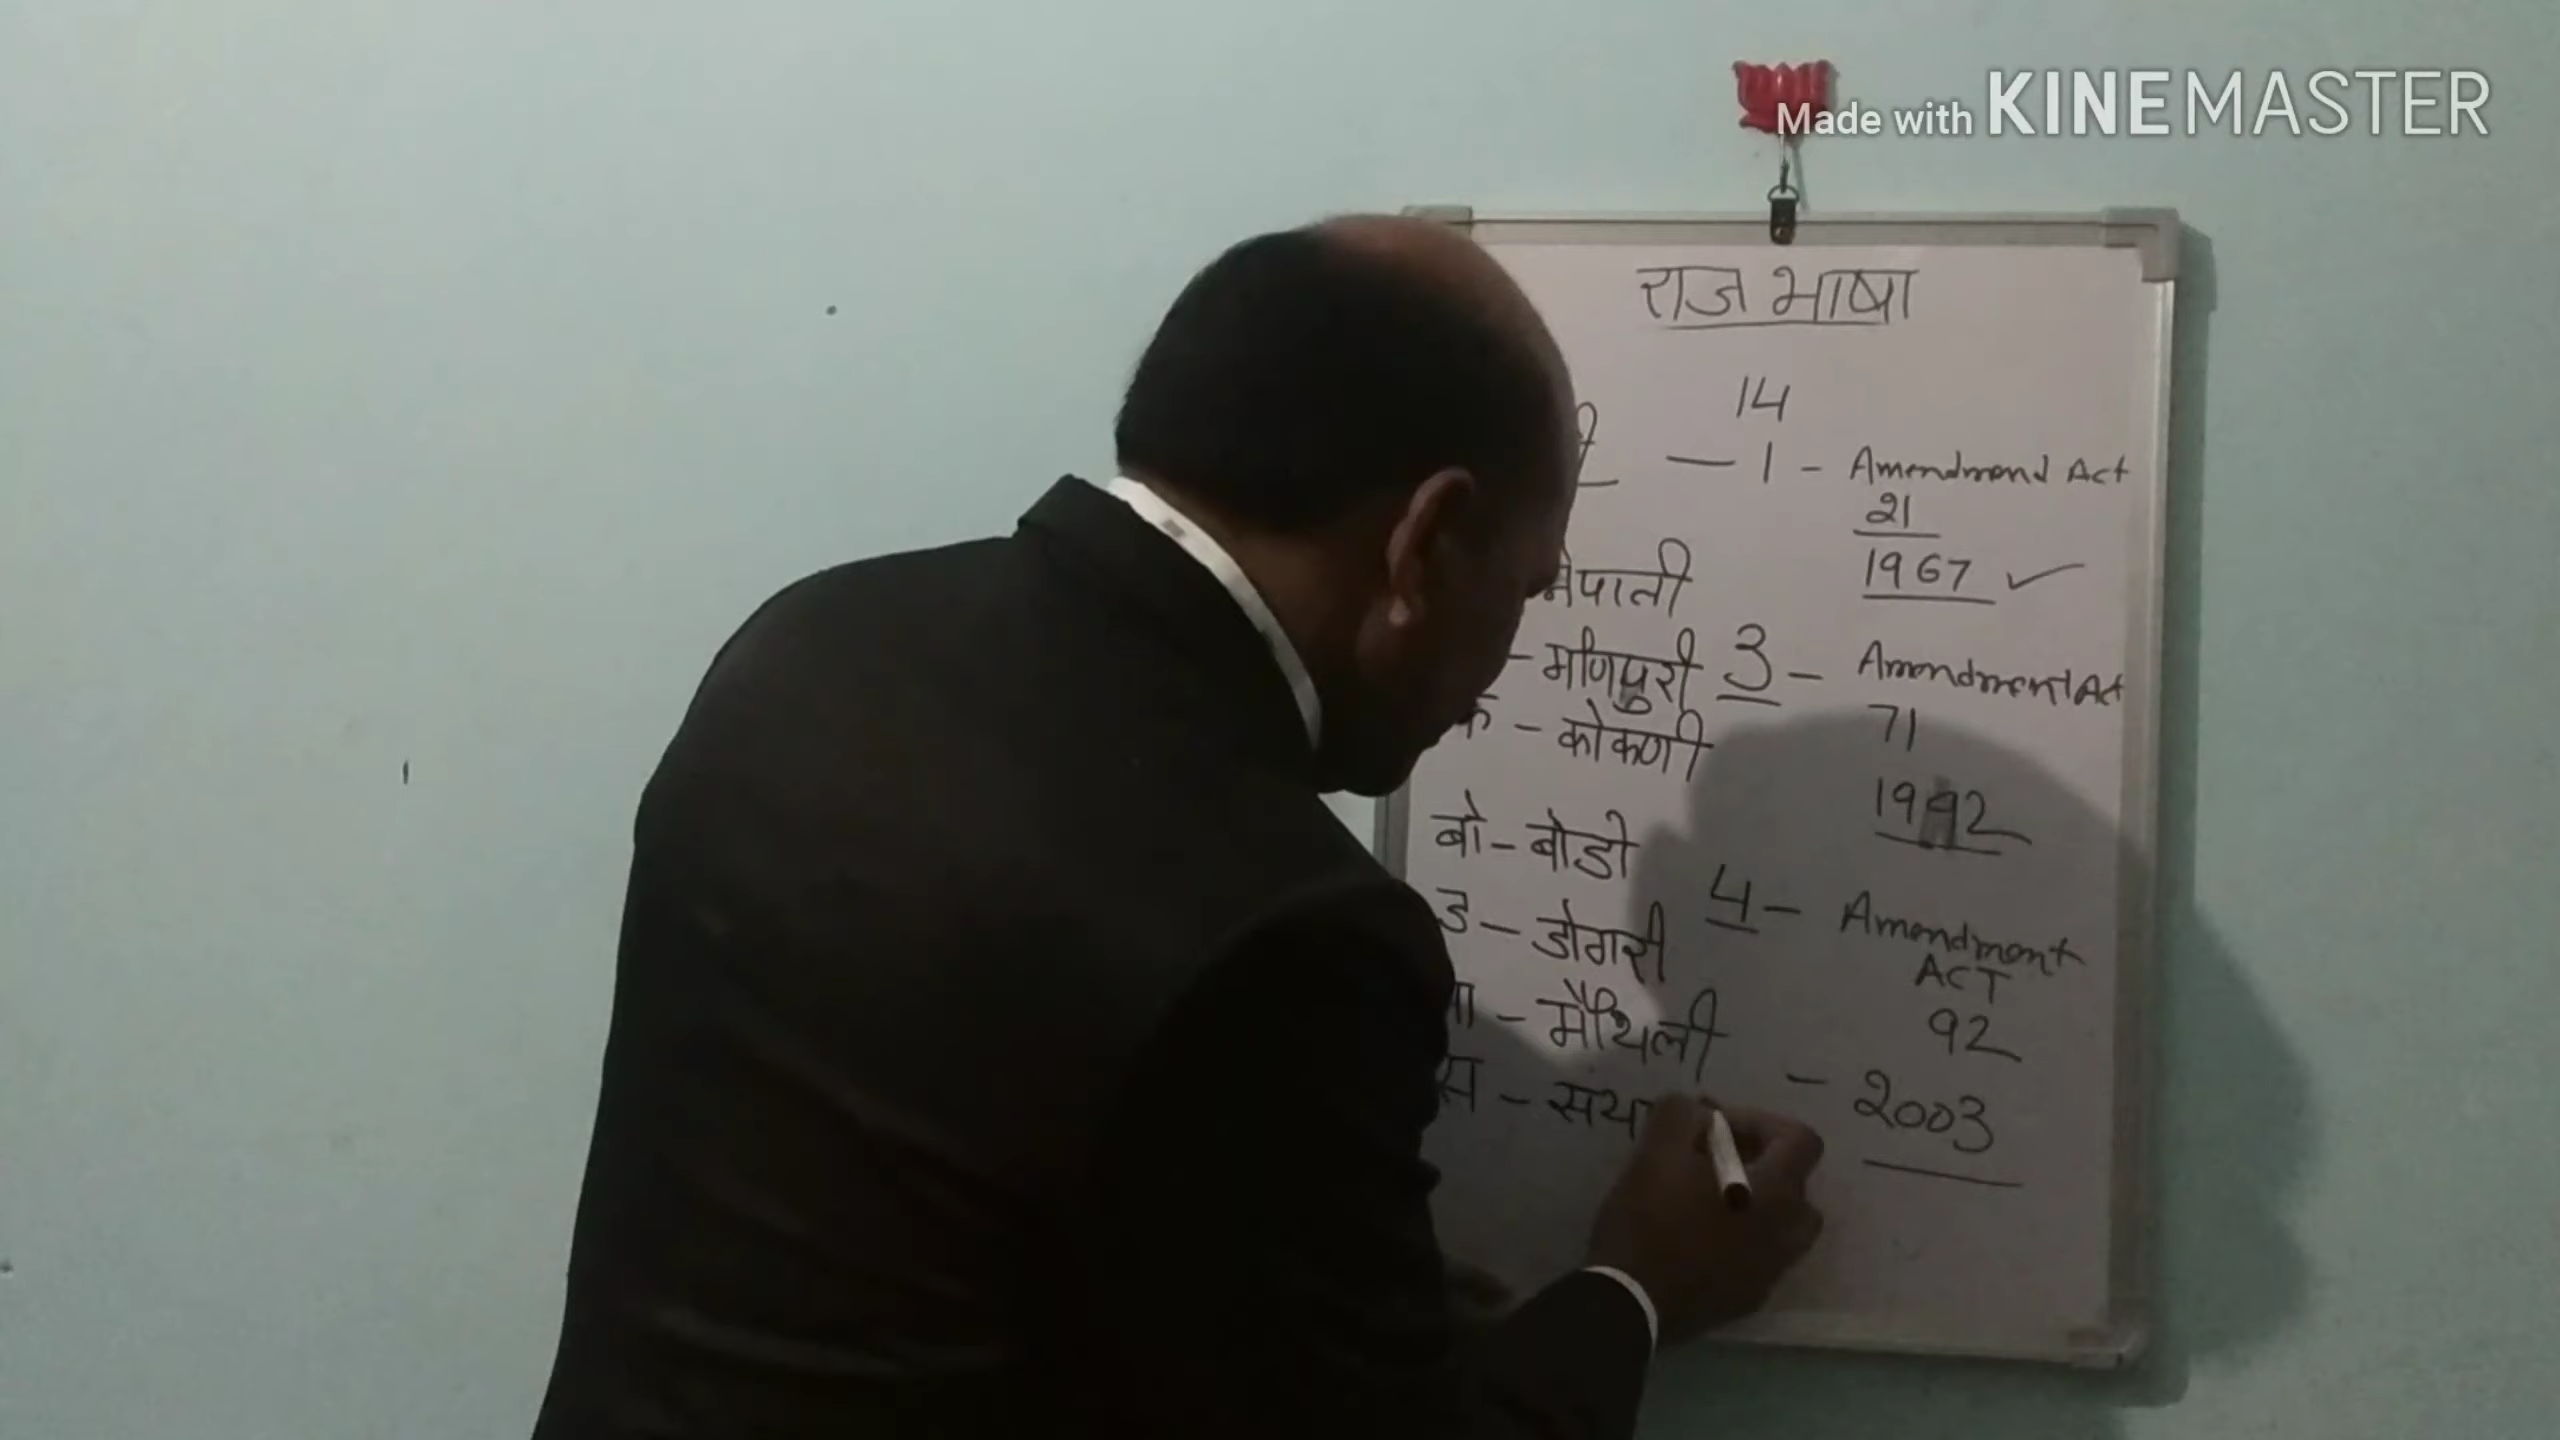 Made with KINEMASTER
राज भाषा
14
— 1 - Amendmend Act
21
1967 ✓
नेपाली
- मणिपुरी 3 - Amendment Act
क - कोकणी
71
1992
बो - बोडो
4 - Amendment
ACT
ड - डोगरी
92
मा - मैथिली
- 2003
स - संथा